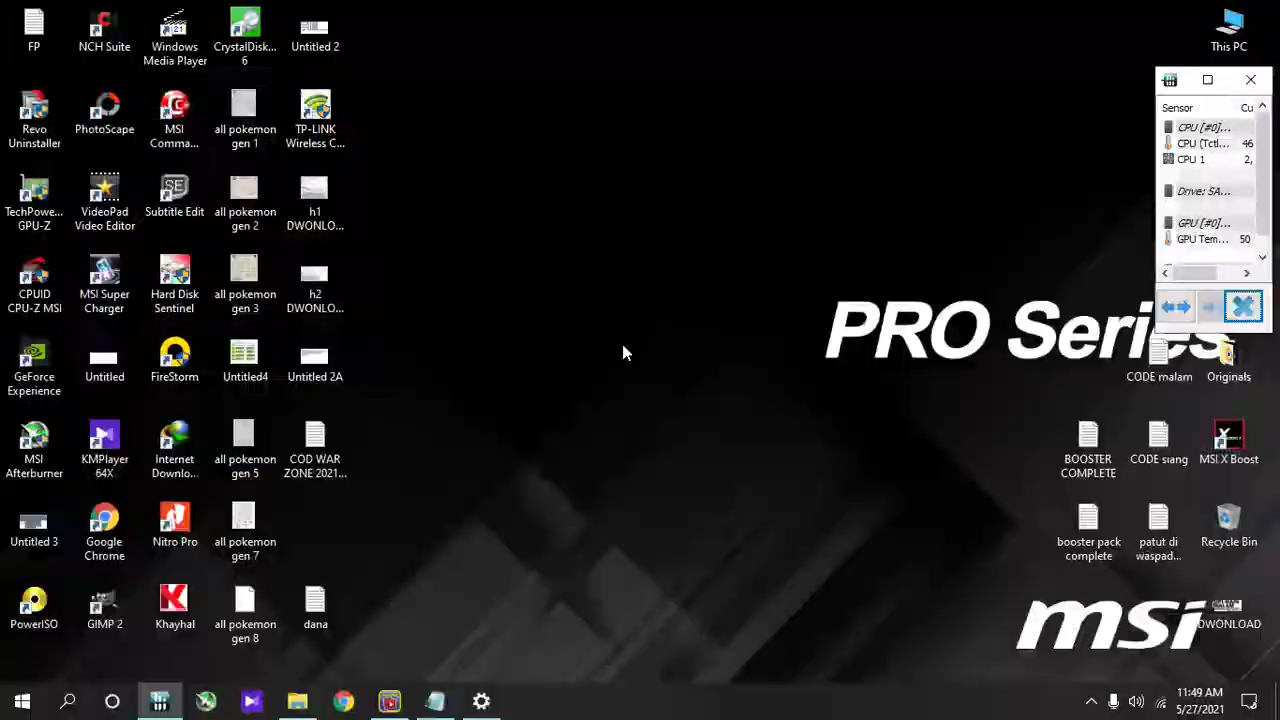 FP
NCH Suite
Windows
Media Player
CrystalDisk...
6
Untitled 2
This PC
Revo
Uninstaller
PhotoScape
MSI
Comma...
all pokemon
gen 1
TP-LINK
Wireless C...
TechPowe...
GPU-Z
VideoPad
Video Editor
Subtitle Edit
all pokemon
gen 2
h1
DWONLO...
CPUID
CPU-Z MSI
MSI Super
Charger
Hard Disk
Sentinel
all pokemon
gen 3
h2
DWONLO...
GeForce
Experience
Untitled
FireStorm
Untitled4
Untitled 2A
MSI
Afterburner
KMPlayer
64X
Internet
Downlo...
all pokemon
gen 5
COD WAR
ZONE 2021...
Untitled 3
Google
Chrome
Nitro Pro
all pokemon
gen 7
PowerISO
GIMP 2
Khayhal
all pokemon
gen 8
dana
Sensor Cu
CPU [#0]...
CPU (Tctl... 46
CPU 1 2,
Drive: SA...
GPU [#0]...
GPU Tem... 50
PRO Series
CODE malam
Originals
BOOSTER
COMPLETE
CODE siang
MSI X Boost
booster pack
complete
patut di
waspad...
Recycle Bin
msi
DWONLOAD
11:49 AM
5/27/2021